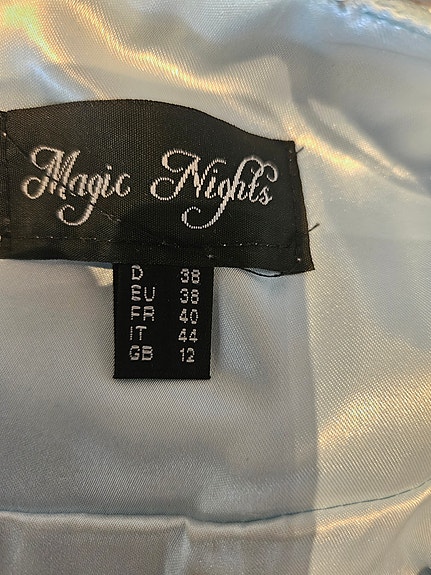 Magic Nights
D 38
EU 38
FR 40
IT 44
GB 12